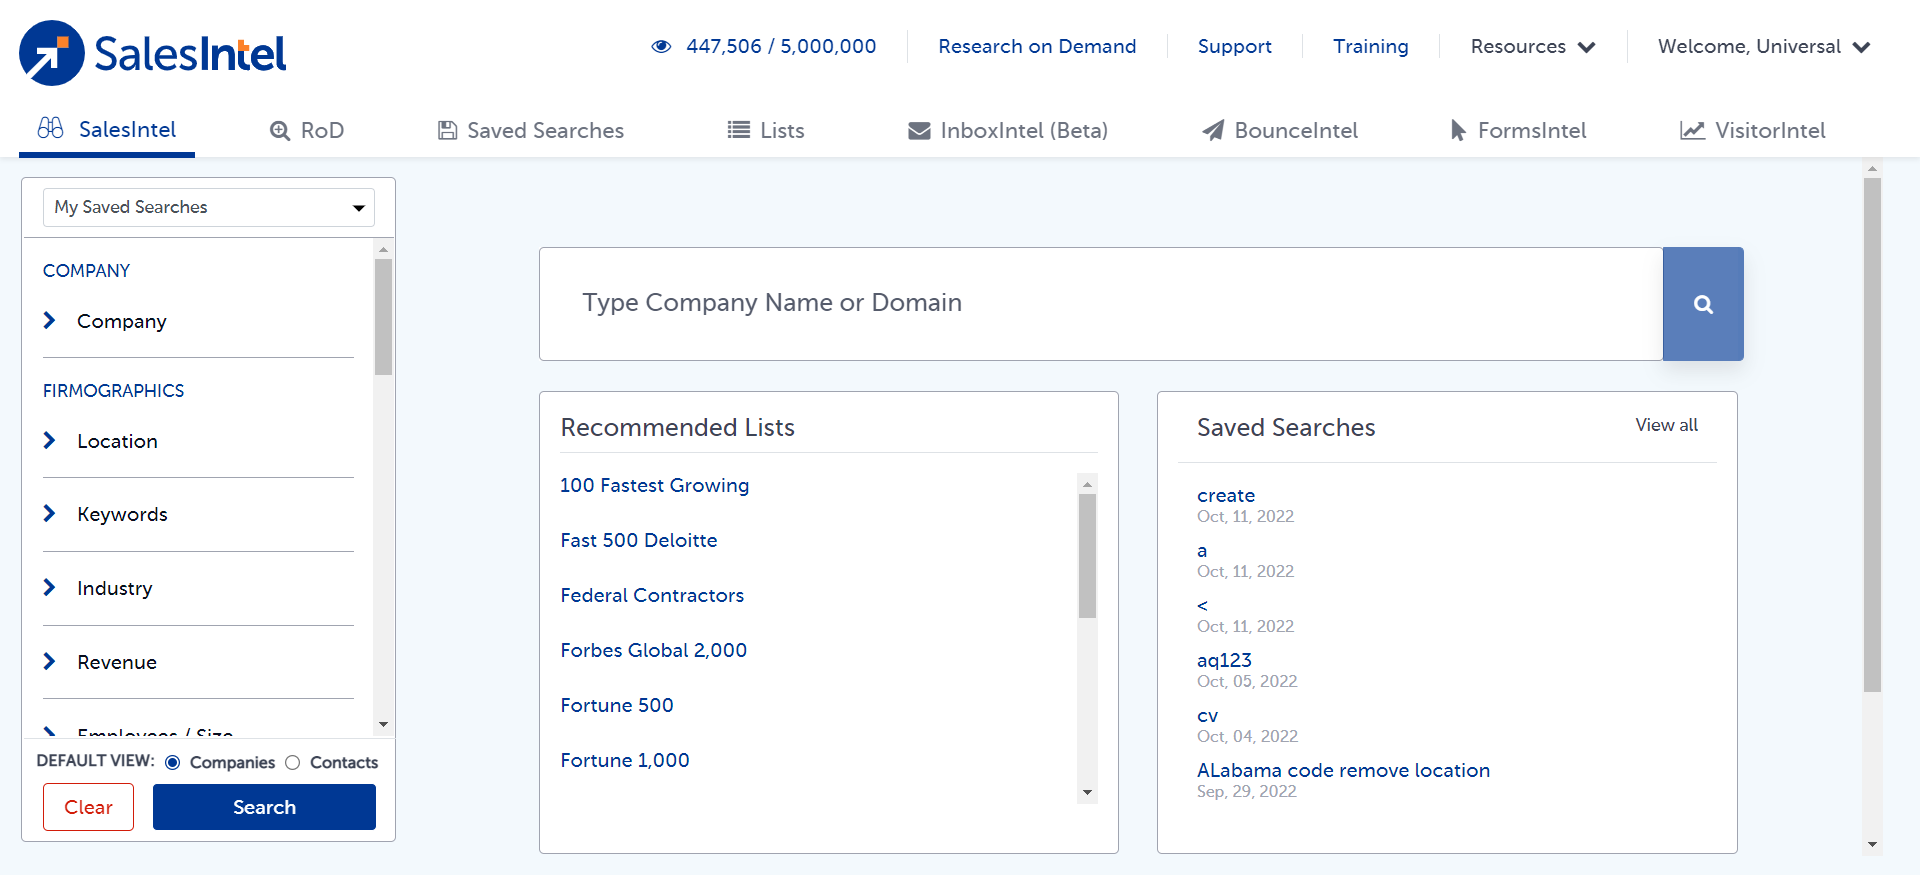 SalesIntel
447,506 / 5,000,000
Research on Demand
Support
Training
Resources
Welcome, Universal
SalesIntel
RoD
Saved Searches
Lists
InboxIntel (Beta)
BounceIntel
FormsIntel
VisitorIntel
My Saved Searches
COMPANY
Company
FIRMOGRAPHICS
Location
Keywords
Industry
Revenue
Employees / Size
DEFAULT VIEW:
Companies
Contacts
Clear
Search
Type Company Name or Domain
Recommended Lists
100 Fastest Growing
Fast 500 Deloitte
Federal Contractors
Forbes Global 2,000
Fortune 500
Fortune 1,000
Saved Searches
View all
create
Oct, 11, 2022
a
Oct, 11, 2022
<
Oct, 11, 2022
aq123
Oct, 05, 2022
cv
Oct, 04, 2022
ALabama code remove location
Sep, 29, 2022